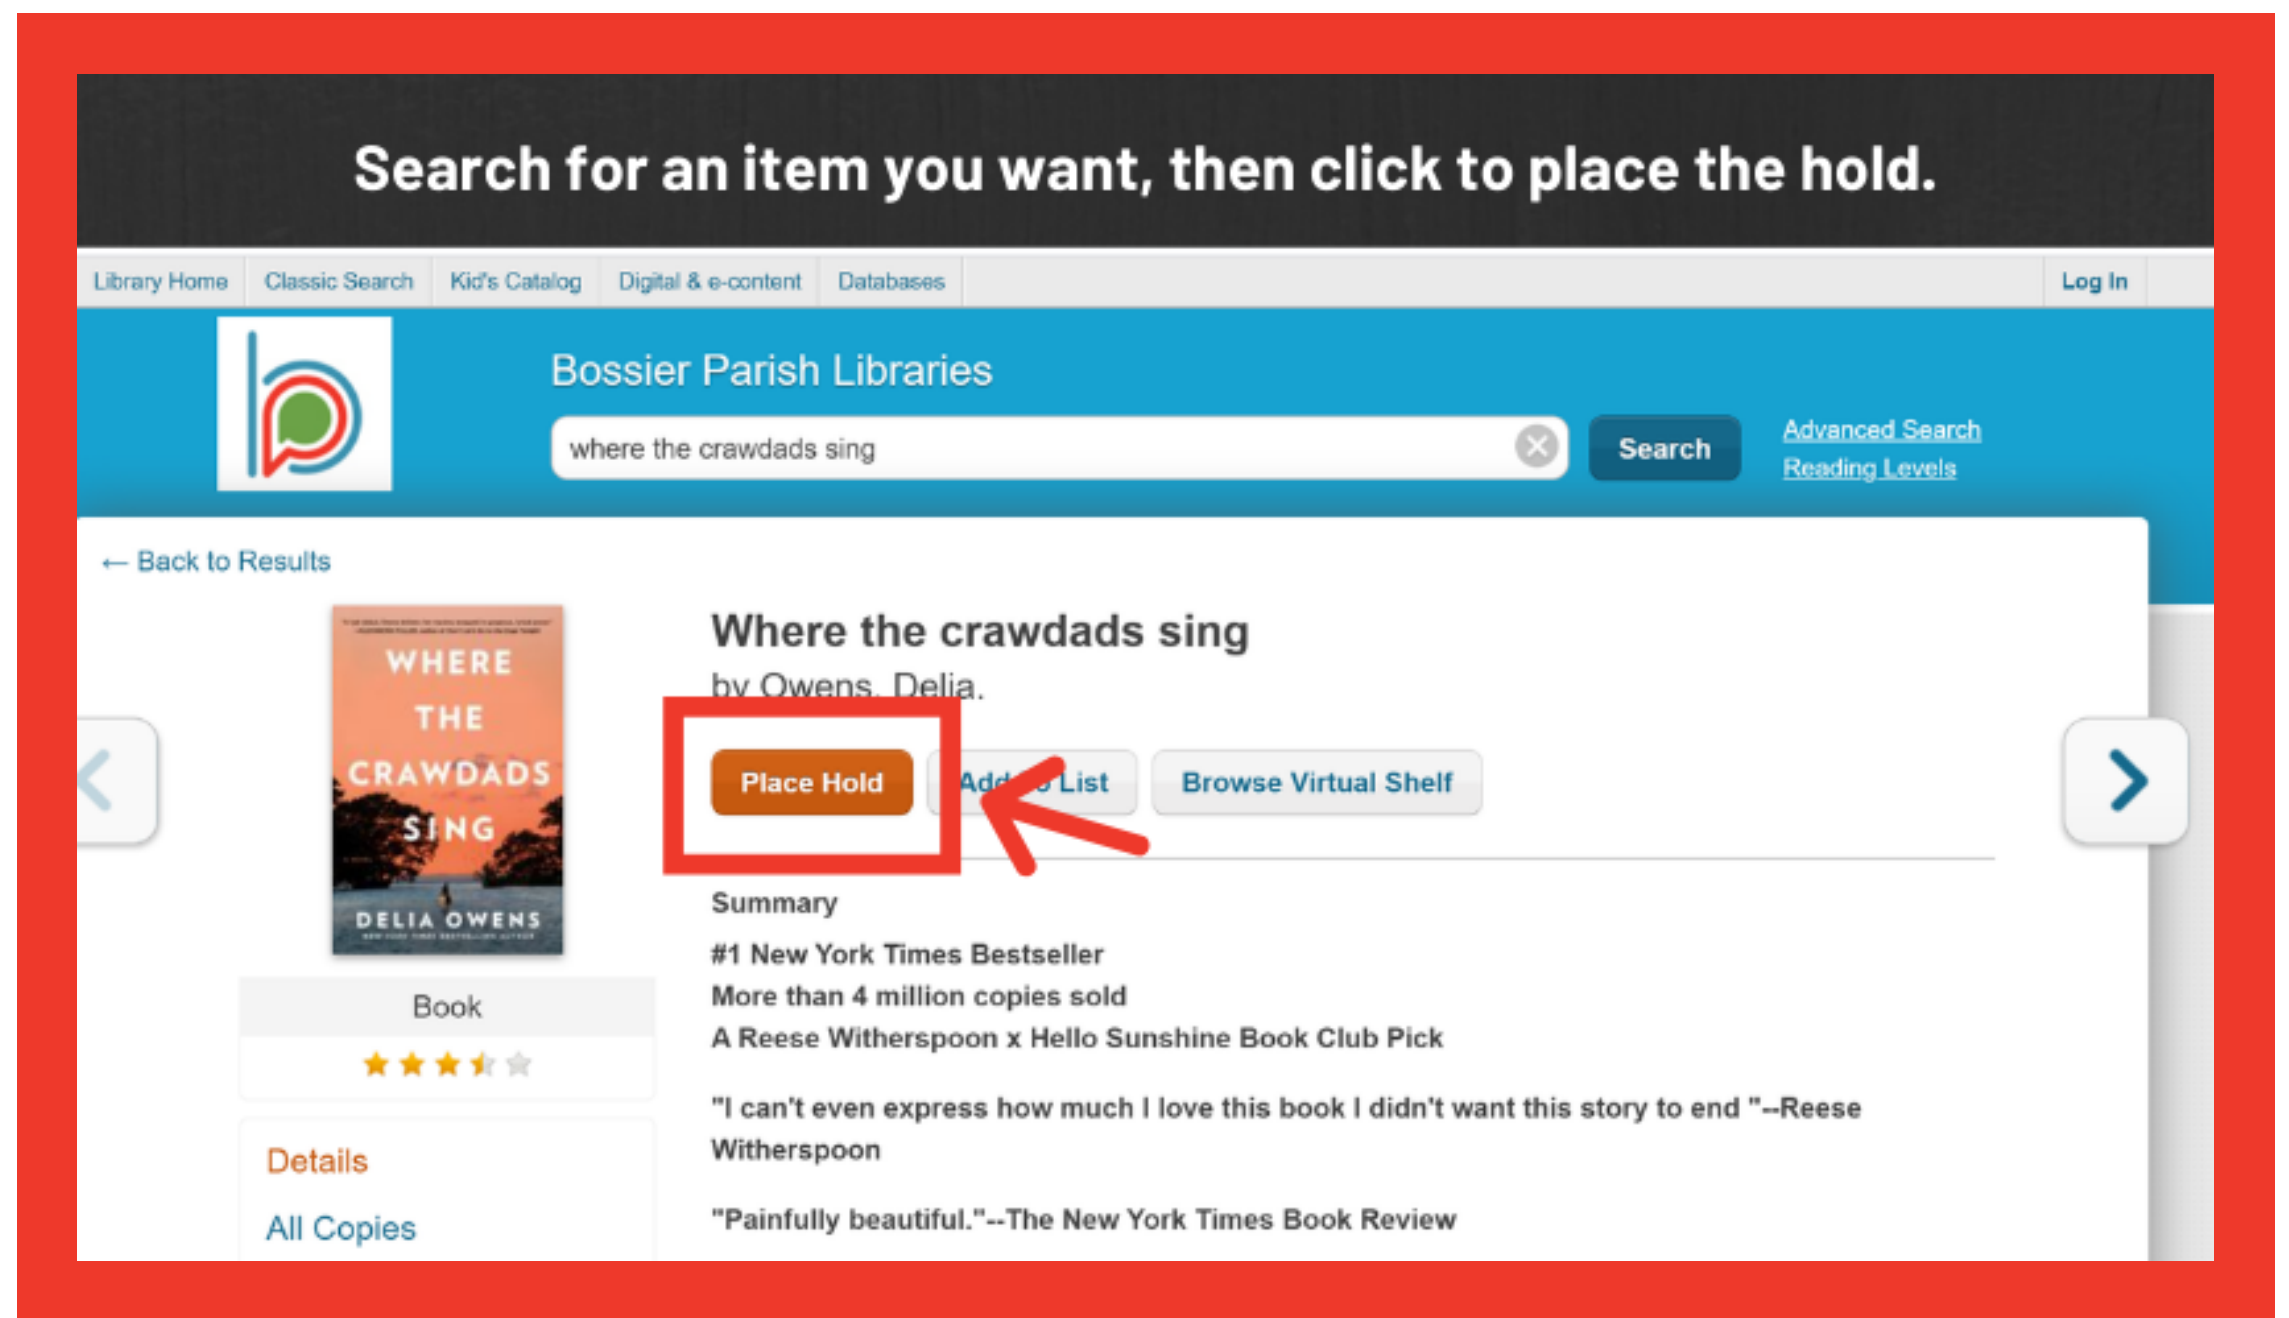 Search for an item you want, then click to place the hold.
Library Home Classic Search Kid's Catalog Digital & e-content Databases Log In
Bossier Parish Libraries
where the crawdads sing Search
Advanced Search
Reading Levels
← Back to Results
WHERE
THE
CRAWDADS
SING
DELIA OWENS
Book
Details
All Copies
Where the crawdads sing
by Owens, Delia.
Place Hold Add to List Browse Virtual Shelf
Summary
#1 New York Times Bestseller
More than 4 million copies sold
A Reese Witherspoon x Hello Sunshine Book Club Pick
"I can't even express how much I love this book I didn't want this story to end "--Reese
Witherspoon
"Painfully beautiful."--The New York Times Book Review